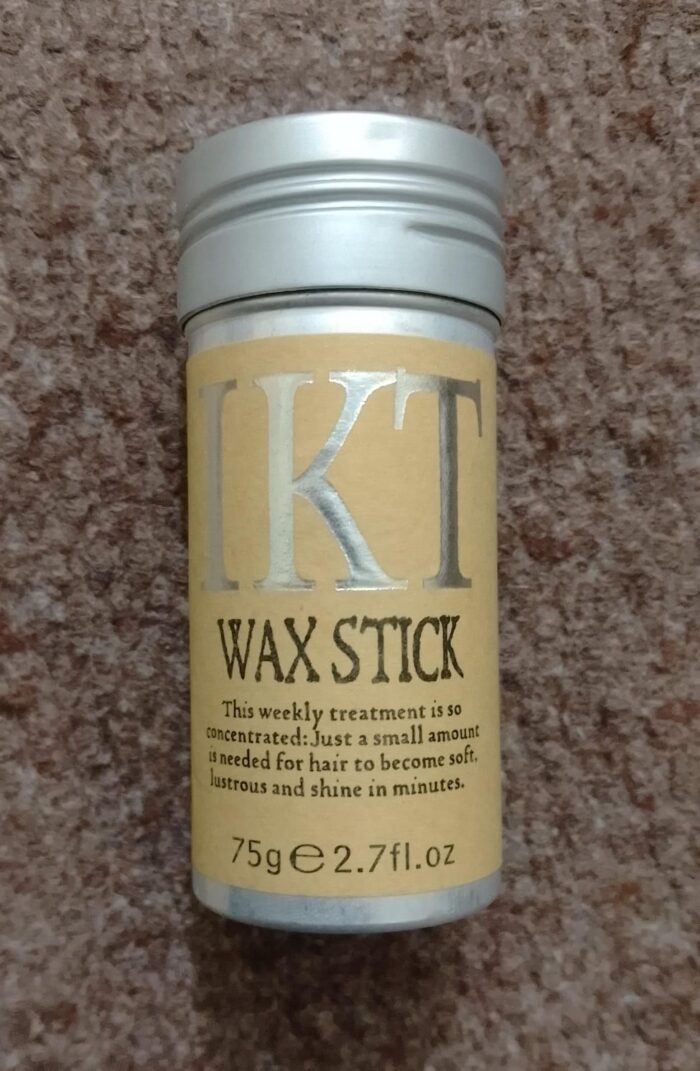 IKT
WAX STICK
This weekly treatment is so
concentrated:Just a small amount
is needed for hair to become soft,
lustrous and shine in minutes.
75g℮2.7fl.oz